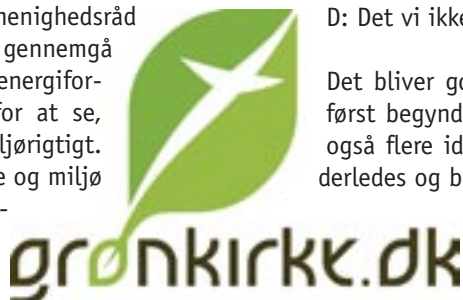 menighedsråd
gennemgå
energifor-
for at se,
ljørigtigt.
e og miljø
-
D: Det vi ikke
Det bliver go
først begynd
også flere id
derledes og b
grønkirke.dk